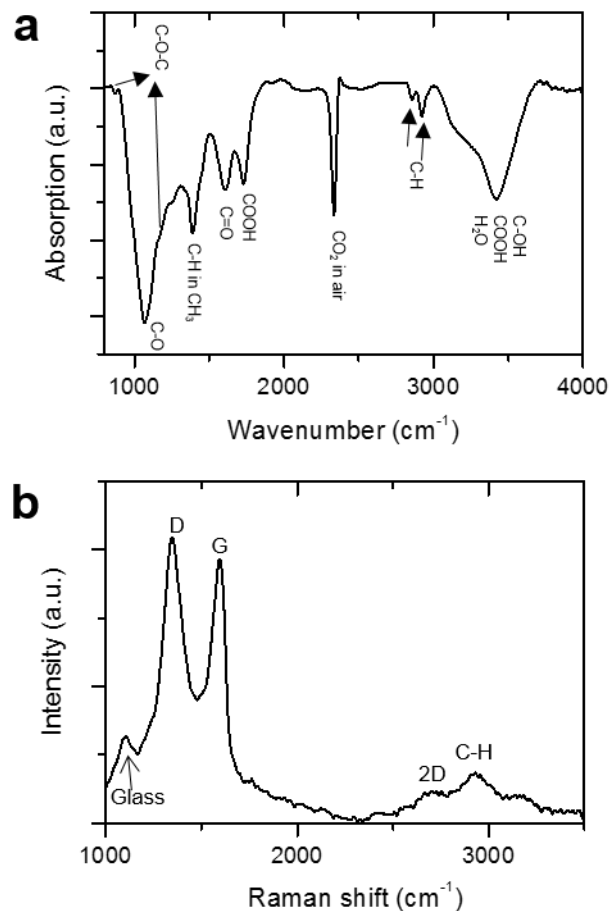 a
C-O-C
C-O
C-H in CH₃
C=O
COOH
CO₂ in air
C-H
H₂O
COOH
C-OH
Absorption (a.u.)
1000 2000 3000 4000
Wavenumber (cm⁻¹)
b
D
G
Glass
2D
C-H
Intensity (a.u.)
1000 2000 3000
Raman shift (cm⁻¹)